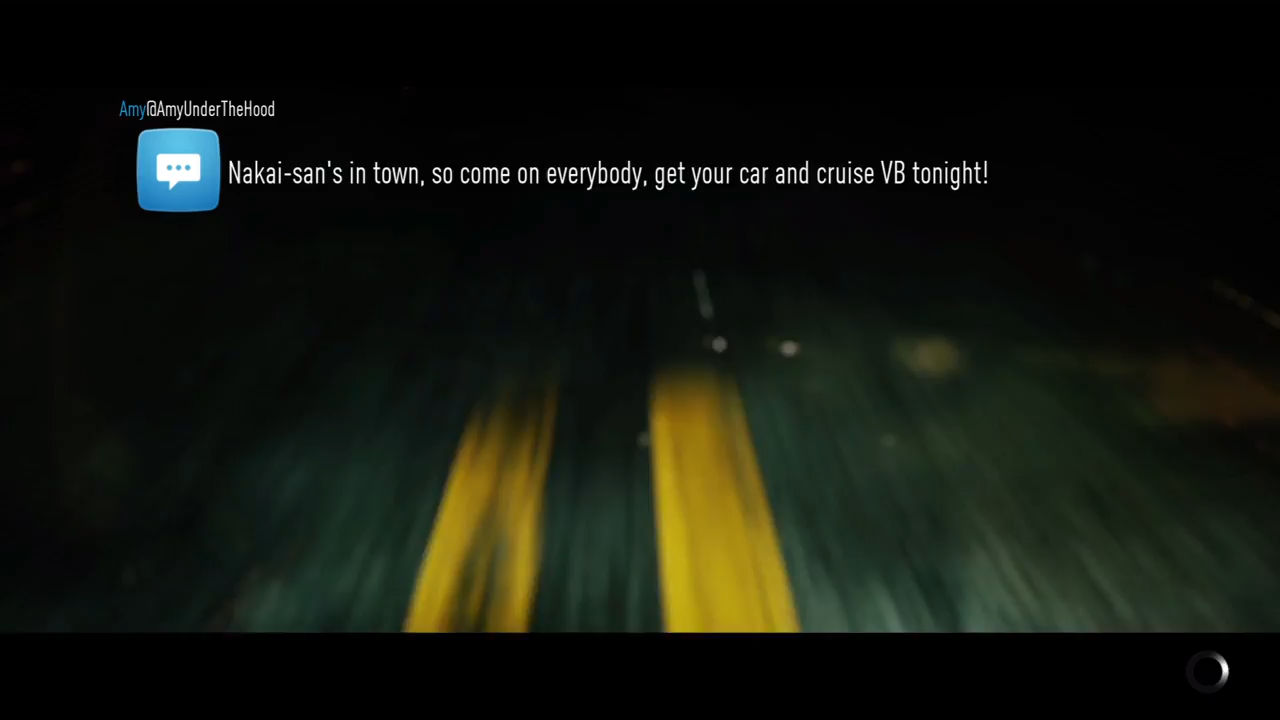 Amy@AmyUnderTheHood
Nakai-san's in town, so come on everybody, get your car and cruise VB tonight!